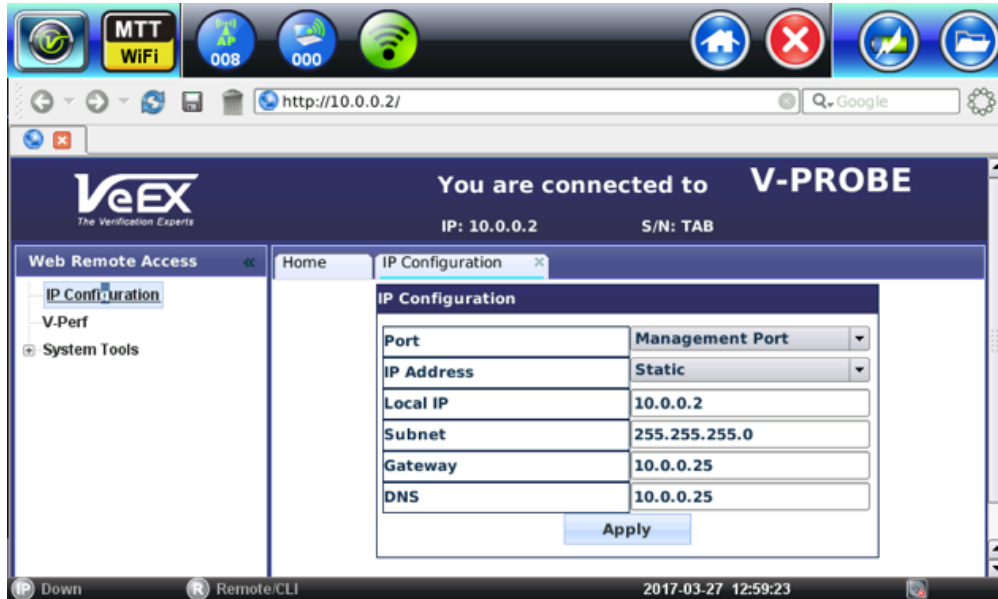 MTT
WiFi
AP
008
000
http://10.0.0.2/
Google
VeEX
The Verification Experts
You are connected to V-PROBE
IP: 10.0.0.2 S/N: TAB
Web Remote Access
Home
IP Configuration
IP Configuration
V-Perf
System Tools
IP Configuration
Port Management Port
IP Address Static
Local IP 10.0.0.2
Subnet 255.255.255.0
Gateway 10.0.0.25
DNS 10.0.0.25
Apply
IP Down
R Remote/CLI
2017-03-27 12:59:23